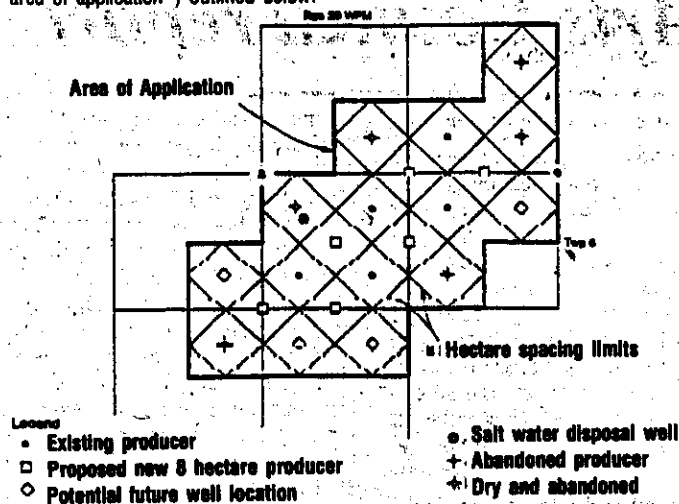 area of application") outlined below:
Rge 29 WPM
Area of Application
Twp 6
Hectare spacing limits
Legend
Existing producer
Proposed new 8 hectare producer
Potential future well location
Salt water disposal well
Abandoned producer
Dry and abandoned